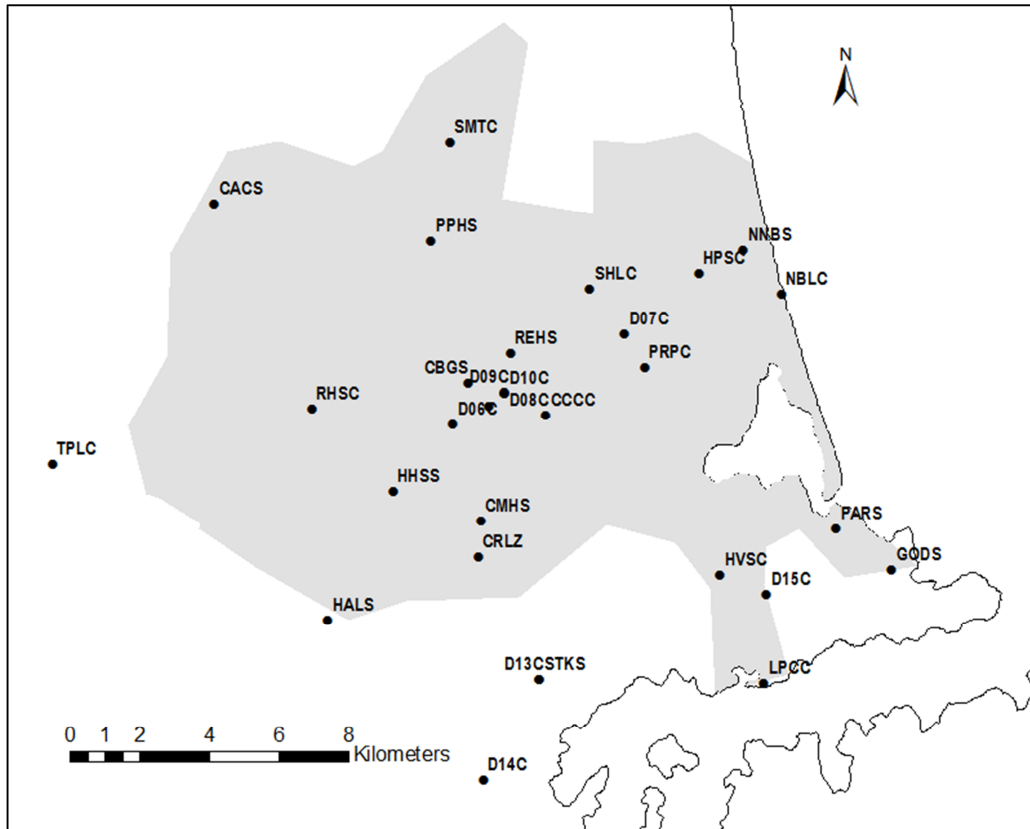 N
SMTC
CACS
PPHS
NNBS
HPSC
SHLC
NBLC
D07C
REHS
PRPC
CBGS
D09C
D10C
RHSC
D06C
D08C
CCCC
TPLC
HHSS
CMHS
PARS
CRLZ
GODS
HVSC
D15C
HALS
D13C
STKS
LPCC
0 1 2 4 6 8
Kilometers
D14C